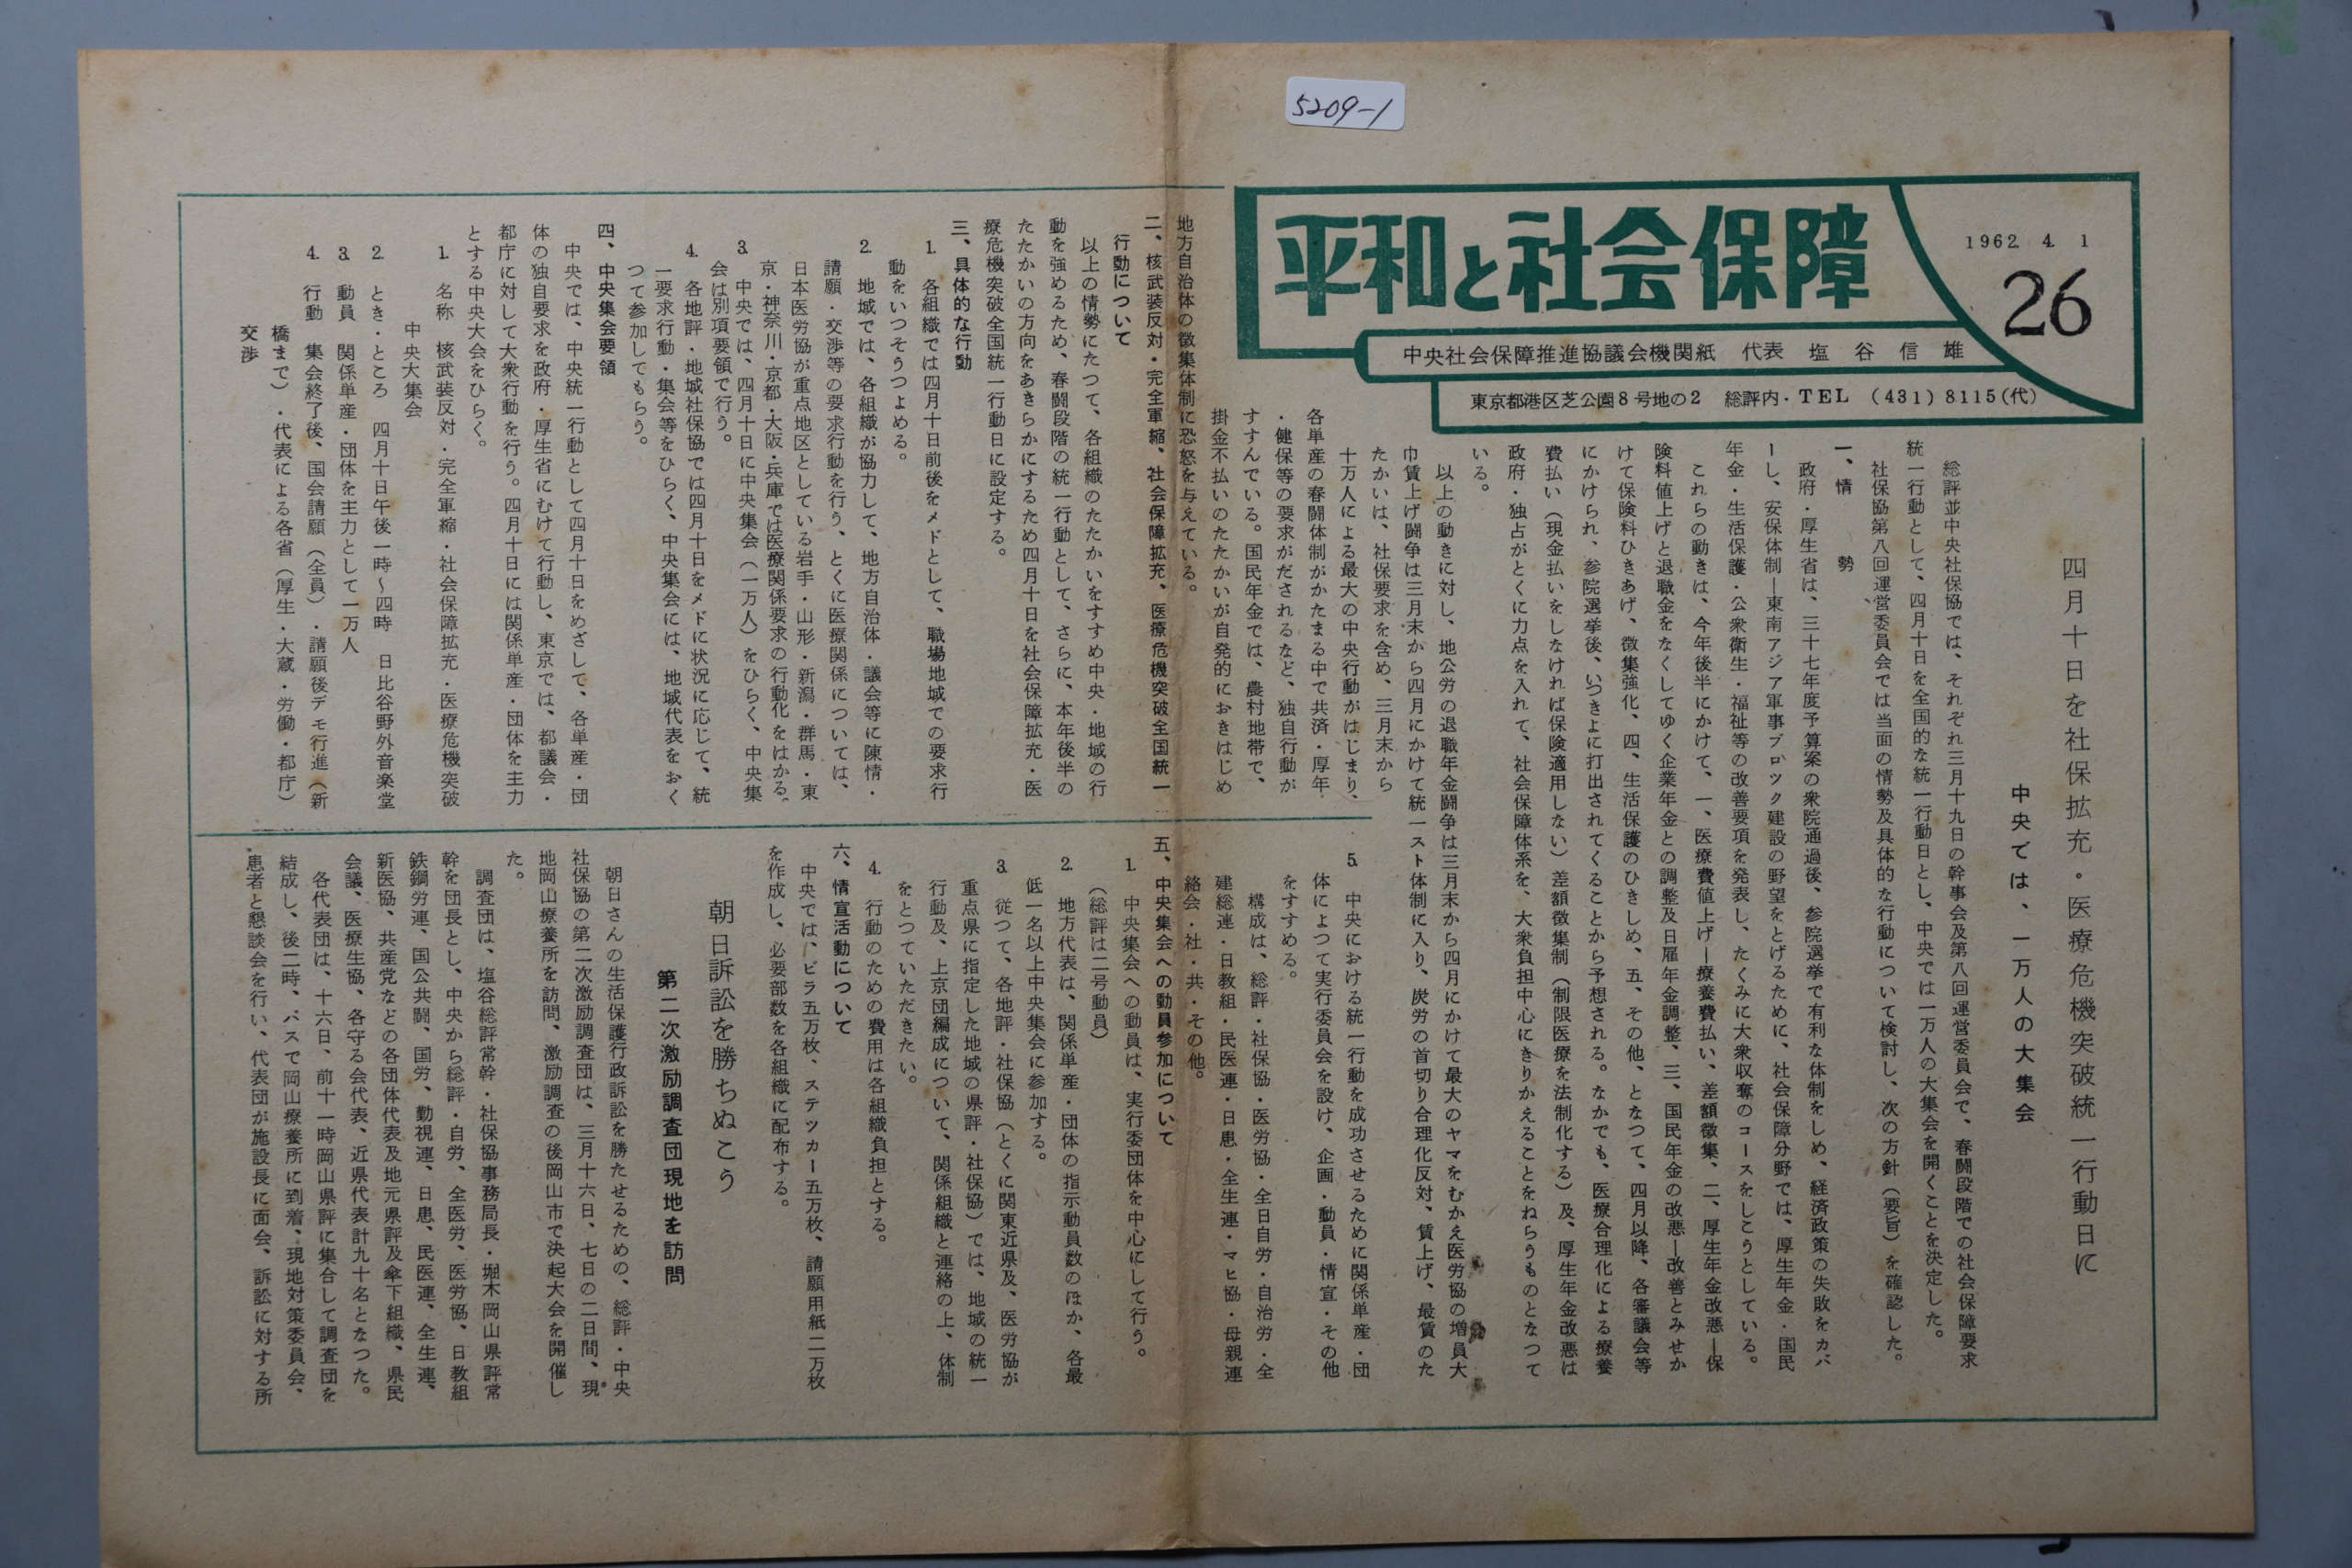 5209-1
平和と社会保障
1962. 4. 1
26
中央社会保障推進協議会機関紙 代表 塩谷信雄
東京都港区芝公園8号地の2 総評内・TEL (431) 8115(代)
四月十日を社保拡充・医療危機突破統一行動日に
中央では、一万人の大集会
総評並中央社保協では、それぞれ三月十九日の幹事会及第八回運営委員会で、春闘段階での社会保障要求
統一行動として、四月十日を全国的な統一行動日とし、中央では一万人の大集会を開くことを決定した。
社保協第八回運営委員会では当面の情勢及具体的な行動について検討し、次の方針(要旨)を確認した。
一、情 勢
政府・厚生省は、三十七年度予算案の衆院通過後、参院選挙で有利な体制をしめ、経済政策の失敗をカバ
ーし、安保体制―東南アジア軍事ブロック建設の野望をとげるために、社会保障分野では、厚生年金・国民
年金・生活保護・公衆衛生・福祉等の改善要項を発表し、たくみに大衆収奪のコースをしこうとしている。
これらの動きは、今年後半にかけて、一、医療費値上げ―療養費払い、差額徴集、二、厚生年金改悪―保
険料値上げと退職金をなくしてゆく企業年金との調整及日雇年金調整、三、国民年金の改悪―改善とみせか
けて保険料ひきあげ、徴集強化、四、生活保護のひきしめ、五、その他、となつて、四月以降、各審議会等
にかけられ、参院選挙後、いつきよに打出されてくることから予想される。なかでも、医療合理化による療養
費払い(現金払いをしなければ保険適用しない)差額徴集制(制限医療を法制化する)及、厚生年金改悪は
政府・独占がとくに力点を入れて、社会保障体系を、大衆負担中心にきりかえることをねらうものとなつて
いる。
以上の動きに対し、地公労の退職年金闘争は三月末から四月にかけて最大のヤマをむかえ医労協の増員大
巾賃上げ闘争は三月末から四月にかけて統一スト体制に入り、炭労の首切り合理化反対、賃上げ、最賃のた
たかいは、社保要求を含め、三月末から
十万人による最大の中央行動がはじまり、
各単産の春闘体制がかたまる中で共済・厚年
・健保等の要求がだされるなど、独自行動が
すすんでいる。国民年金では、農村地帯で、
掛金不払いのたたかいが自発的におきはじめ
地方自治体の徴集体制に恐怒を与えている。
二、核武装反対・完全軍縮、社会保障拡充、医療危機突破全国統一
行動について
以上の情勢にたつて、各組織のたたかいをすすめ中央・地域の行
動を強めるため、春闘段階の統一行動として、さらに、本年後半の
たたかいの方向をあきらかにするため四月十日を社会保障拡充・医
療危機突破全国統一行動日に設定する。
三、具体的な行動
1. 各組織では四月十日前後をメドとして、職場地域での要求行
動をいつそうつよめる。
2. 地域では、各組織が協力して、地方自治体・議会等に陳情・
請願・交渉等の要求行動を行う、とくに医療関係については、
日本医労協が重点地区としている岩手・山形・新潟・群馬・東
京・神奈川・京都・大阪・兵庫では医療関係要求の行動化をはかる。
3. 中央では、四月十日に中央集会(一万人)をひらく、中央集
会は別項要領で行う。
4. 各地評・地域社保協では四月十日をメドに状況に応じて、統
一要求行動・集会等をひらく、中央集会には、地域代表をおく
つて参加してもらう。
四、中央集会要領
中央では、中央統一行動として四月十日をめざして、各単産・団
体の独自要求を政府・厚生省にむけて行動し、東京では、都議会・
都庁に対して大衆行動を行う。四月十日には関係単産・団体を主力
とする中央大会をひらく。
1. 名称 核武装反対・完全軍縮・社会保障拡充・医療危機突破
中央大集会
2. とき・ところ 四月十日午後一時～四時 日比谷野外音楽堂
3. 動員 関係単産・団体を主力として一万人
4. 行動 集会終了後、国会請願(全員)・請願後デモ行進(新
橋まで)・代表による各省(厚生・大蔵・労働・都庁)
交渉
5. 中央における統一行動を成功させるために関係単産・団
体によつて実行委員会を設け、企画・動員・情宣・その他
をすすめる。
構成は、総評・社保協・医労協・全日自労・自治労・全
建総連・日教組・民医連・日患・全生連・マヒ協・母親連
絡会・社・共・その他。
五、中央集会への動員参加について
1. 中央集会への動員は、実行委団体を中心にして行う。
(総評は二号動員)
2. 地方代表は、関係単産・団体の指示動員数のほか、各最
低一名以上中央集会に参加する。
3. 従つて、各地評・社保協(とくに関東近県及、医労協が
重点県に指定した地域の県評・社保協)では、地域の統一
行動及、上京団編成について、関係組織と連絡の上、体制
をとつていただきたい。
4. 行動のための費用は各組織負担とする。
六、情宣活動について
中央では、ビラ五万枚、ステツカー五万枚、請願用紙二万枚
を作成し、必要部数を各組織に配布する。
朝日訴訟を勝ちぬこう
第二次激励調査団現地を訪問
朝日さんの生活保護行政訴訟を勝たせるための、総評・中央
社保協の第二次激励調査団は、三月十六日、七日の二日間、現
地岡山療養所を訪問、激励調査の後岡山市で決起大会を開催し
た。
調査団は、塩谷総評常幹・社保協事務局長・堀木岡山県評常
幹を団長とし、中央から総評・自労、全医労、医労協、日教組
鉄鋼労連、国公共闘、国労、勤視連、日患、民医連、全生連、
新医協、共産党などの各団体代表及地元県評及傘下組織、県民
会議、医療生協、各守る会代表、近県代表計九十名となつた。
各代表団は、十六日、前十一時岡山県評に集合して調査団を
結成し、後二時、バスで岡山療養所に到着、現地対策委員会、
患者と懇談会を行い、代表団が施設長に面会、訴訟に対する所